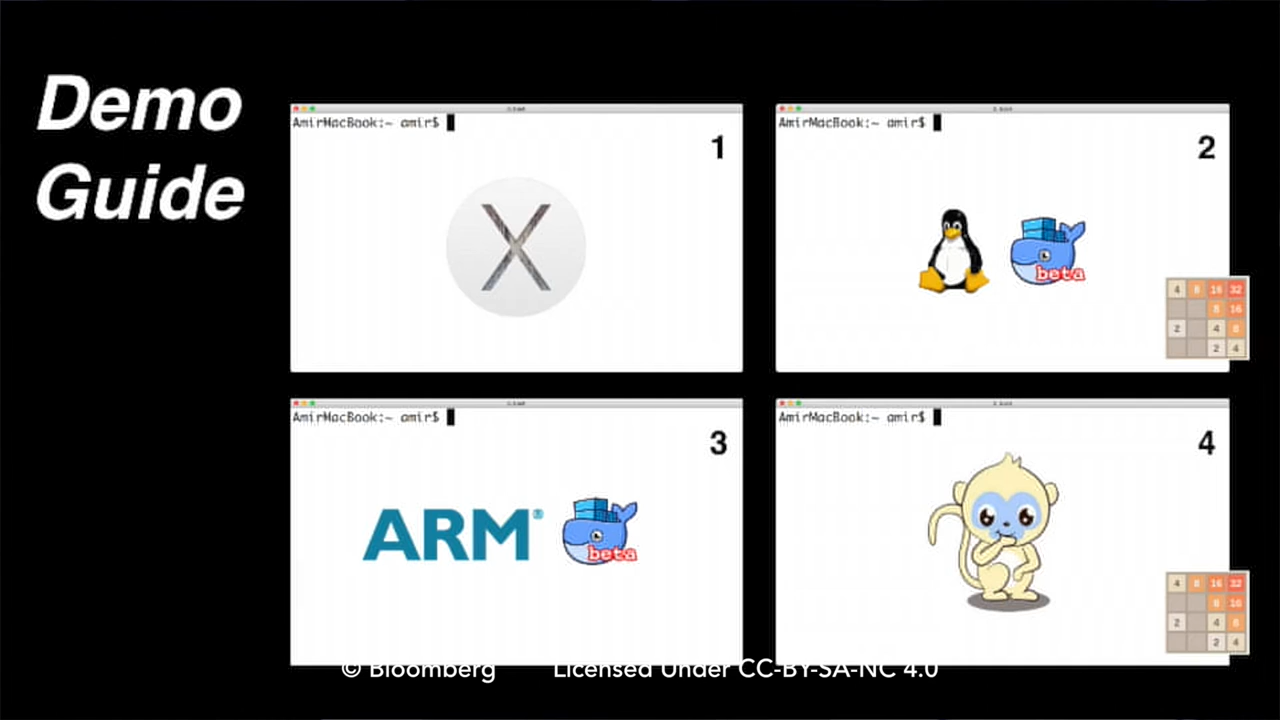 Demo
Guide
AmirMacBook:~ amir$
1
AmirMacBook:~ amir$
2
beta
4 8 16 32
8 16
2 4 8
2 4
AmirMacBook:~ amir$
3
ARM®
beta
AmirMacBook:~ amir$
4
4 8 16 32
8 16
2 4 8
2 4
© Bloomberg Licensed Under CC-BY-SA-NC 4.0